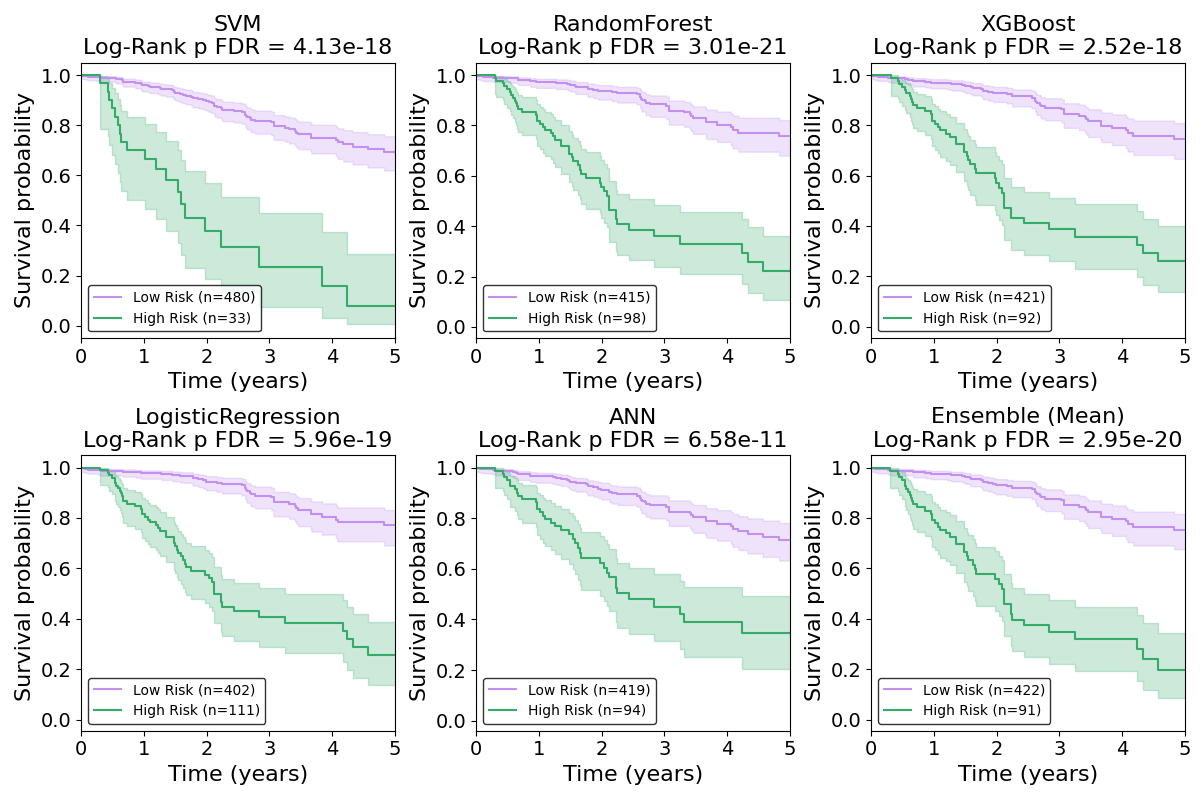 SVM
Log-Rank p FDR = 4.13e-18
Survival probability
1.0
0.8
0.6
0.4
0.2
0.0
Low Risk (n=480)
High Risk (n=33)
0 1 2 3 4 5
Time (years)
RandomForest
Log-Rank p FDR = 3.01e-21
Survival probability
1.0
0.8
0.6
0.4
0.2
0.0
Low Risk (n=415)
High Risk (n=98)
0 1 2 3 4 5
Time (years)
XGBoost
Log-Rank p FDR = 2.52e-18
Survival probability
1.0
0.8
0.6
0.4
0.2
0.0
Low Risk (n=421)
High Risk (n=92)
0 1 2 3 4 5
Time (years)
LogisticRegression
Log-Rank p FDR = 5.96e-19
Survival probability
1.0
0.8
0.6
0.4
0.2
0.0
Low Risk (n=402)
High Risk (n=111)
0 1 2 3 4 5
Time (years)
ANN
Log-Rank p FDR = 6.58e-11
Survival probability
1.0
0.8
0.6
0.4
0.2
0.0
Low Risk (n=419)
High Risk (n=94)
0 1 2 3 4 5
Time (years)
Ensemble (Mean)
Log-Rank p FDR = 2.95e-20
Survival probability
1.0
0.8
0.6
0.4
0.2
0.0
Low Risk (n=422)
High Risk (n=91)
0 1 2 3 4 5
Time (years)